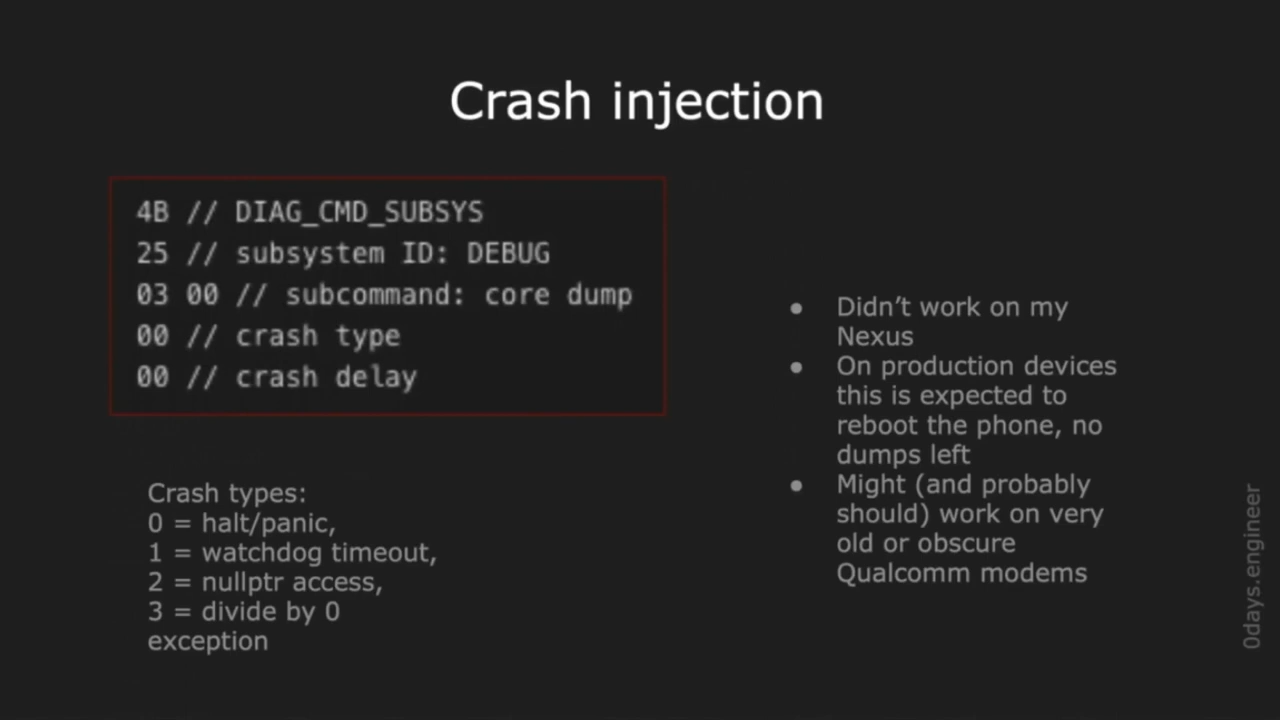 Crash injection
4B // DIAG_CMD_SUBSYS
25 // subsystem ID: DEBUG
03 00 // subcommand: core dump
00 // crash type
00 // crash delay
Crash types:
0 = halt/panic,
1 = watchdog timeout,
2 = nullptr access,
3 = divide by 0
exception
● Didn’t work on my
Nexus
● On production devices
this is expected to
reboot the phone, no
dumps left
● Might (and probably
should) work on very
old or obscure
Qualcomm modems
0days.engineer